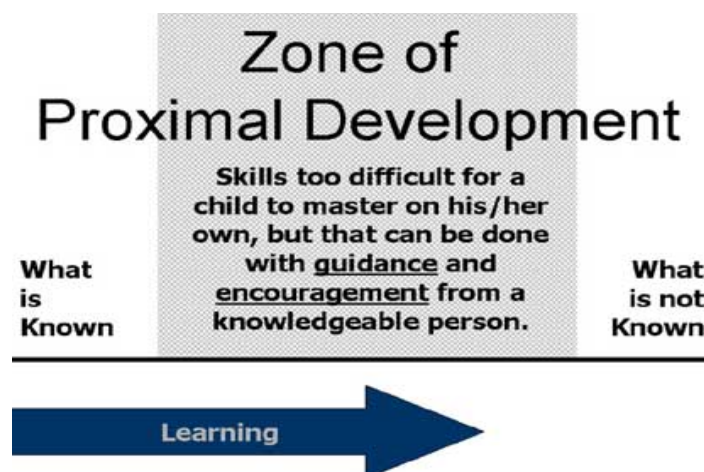 Zone of
Proximal Development
Skills too difficult for a
child to master on his/her
own, but that can be done
with guidance and
encouragement from a
knowledgeable person.
What
is
Known
What
is not
Known
Learning